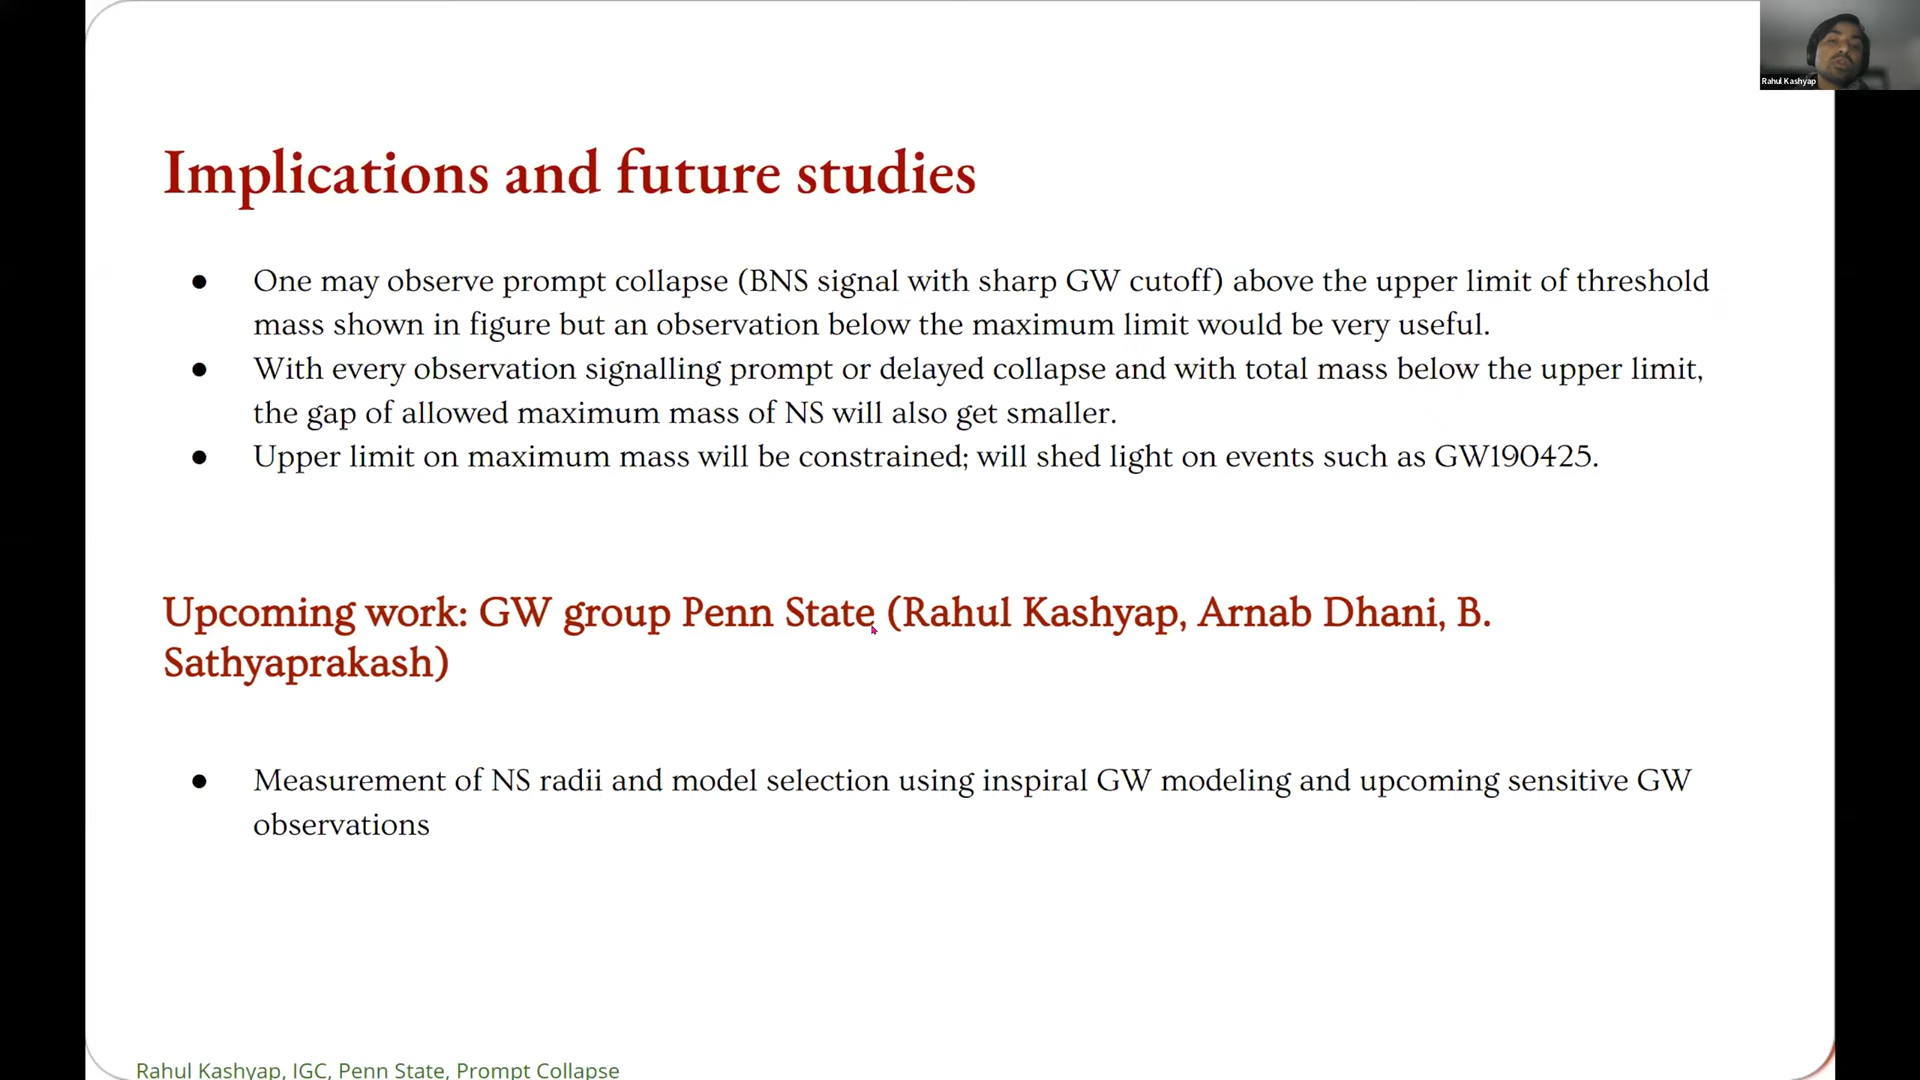 Rahul Kashyap
Implications and future studies
● One may observe prompt collapse (BNS signal with sharp GW cutoff) above the upper limit of threshold
mass shown in figure but an observation below the maximum limit would be very useful.
● With every observation signalling prompt or delayed collapse and with total mass below the upper limit,
the gap of allowed maximum mass of NS will also get smaller.
● Upper limit on maximum mass will be constrained; will shed light on events such as GW190425.
Upcoming work: GW group Penn State (Rahul Kashyap, Arnab Dhani, B.
Sathyaprakash)
● Measurement of NS radii and model selection using inspiral GW modeling and upcoming sensitive GW
observations
Rahul Kashyap, IGC, Penn State, Prompt Collapse